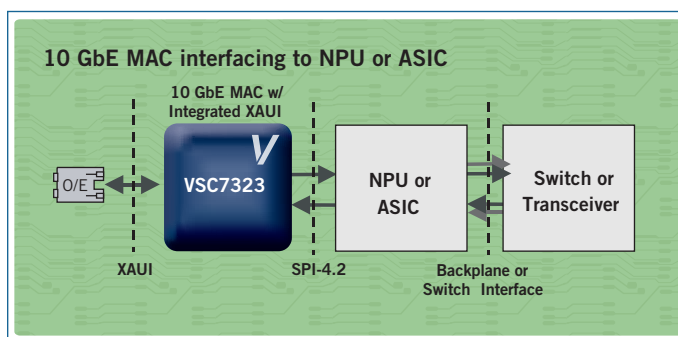 10 GbE MAC interfacing to NPU or ASIC
10 GbE MAC w/
Integrated XAUI
O/E
V
VSC7323
NPU or
ASIC
Switch or
Transceiver
XAUI
SPI-4.2
Backplane or
Switch Interface